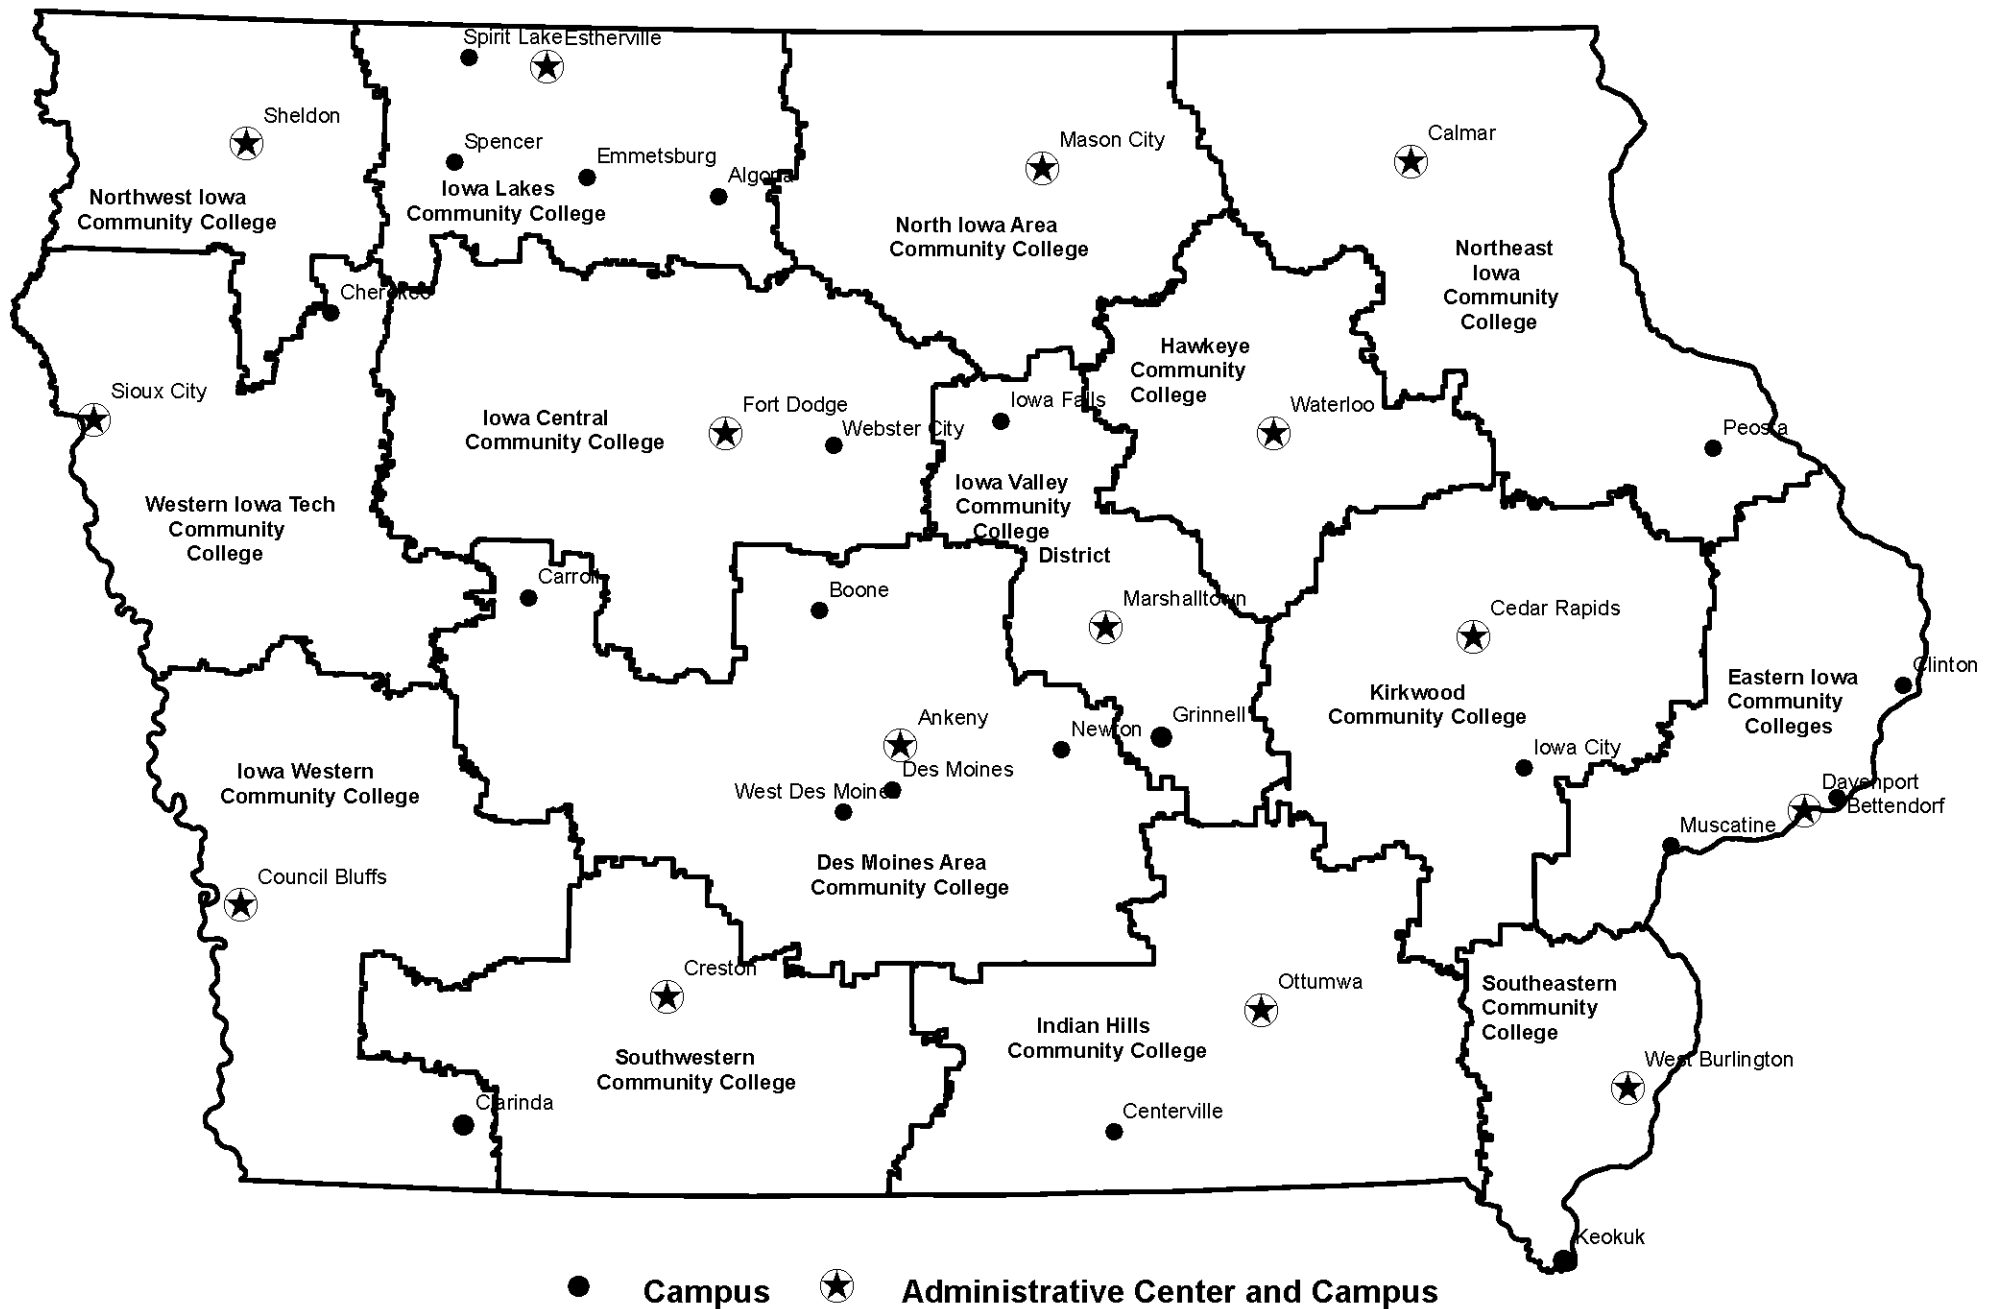 Spirit Lake
Estherville
Sheldon
Spencer
Emmetsburg
Algona
Mason City
Calmar
Northwest Iowa
Community College
Iowa Lakes
Community College
North Iowa Area
Community College
Northeast
Iowa
Community
College
Cherokee
Hawkeye
Community
College
Sioux City
Iowa Central
Community College
Fort Dodge
Webster City
Iowa Falls
Waterloo
Peosta
Western Iowa Tech
Community
College
Iowa Valley
Community
College
District
Carroll
Boone
Marshalltown
Cedar Rapids
Clinton
Kirkwood
Community College
Eastern Iowa
Community
Colleges
Ankeny
Newton
Grinnell
Iowa City
Des Moines
West Des Moines
Iowa Western
Community College
Davenport
Bettendorf
Muscatine
Council Bluffs
Des Moines Area
Community College
Creston
Ottumwa
Southeastern
Community
College
Indian Hills
Community College
Southwestern
Community College
West Burlington
Clarinda
Centerville
Keokuk
Campus
Administrative Center and Campus